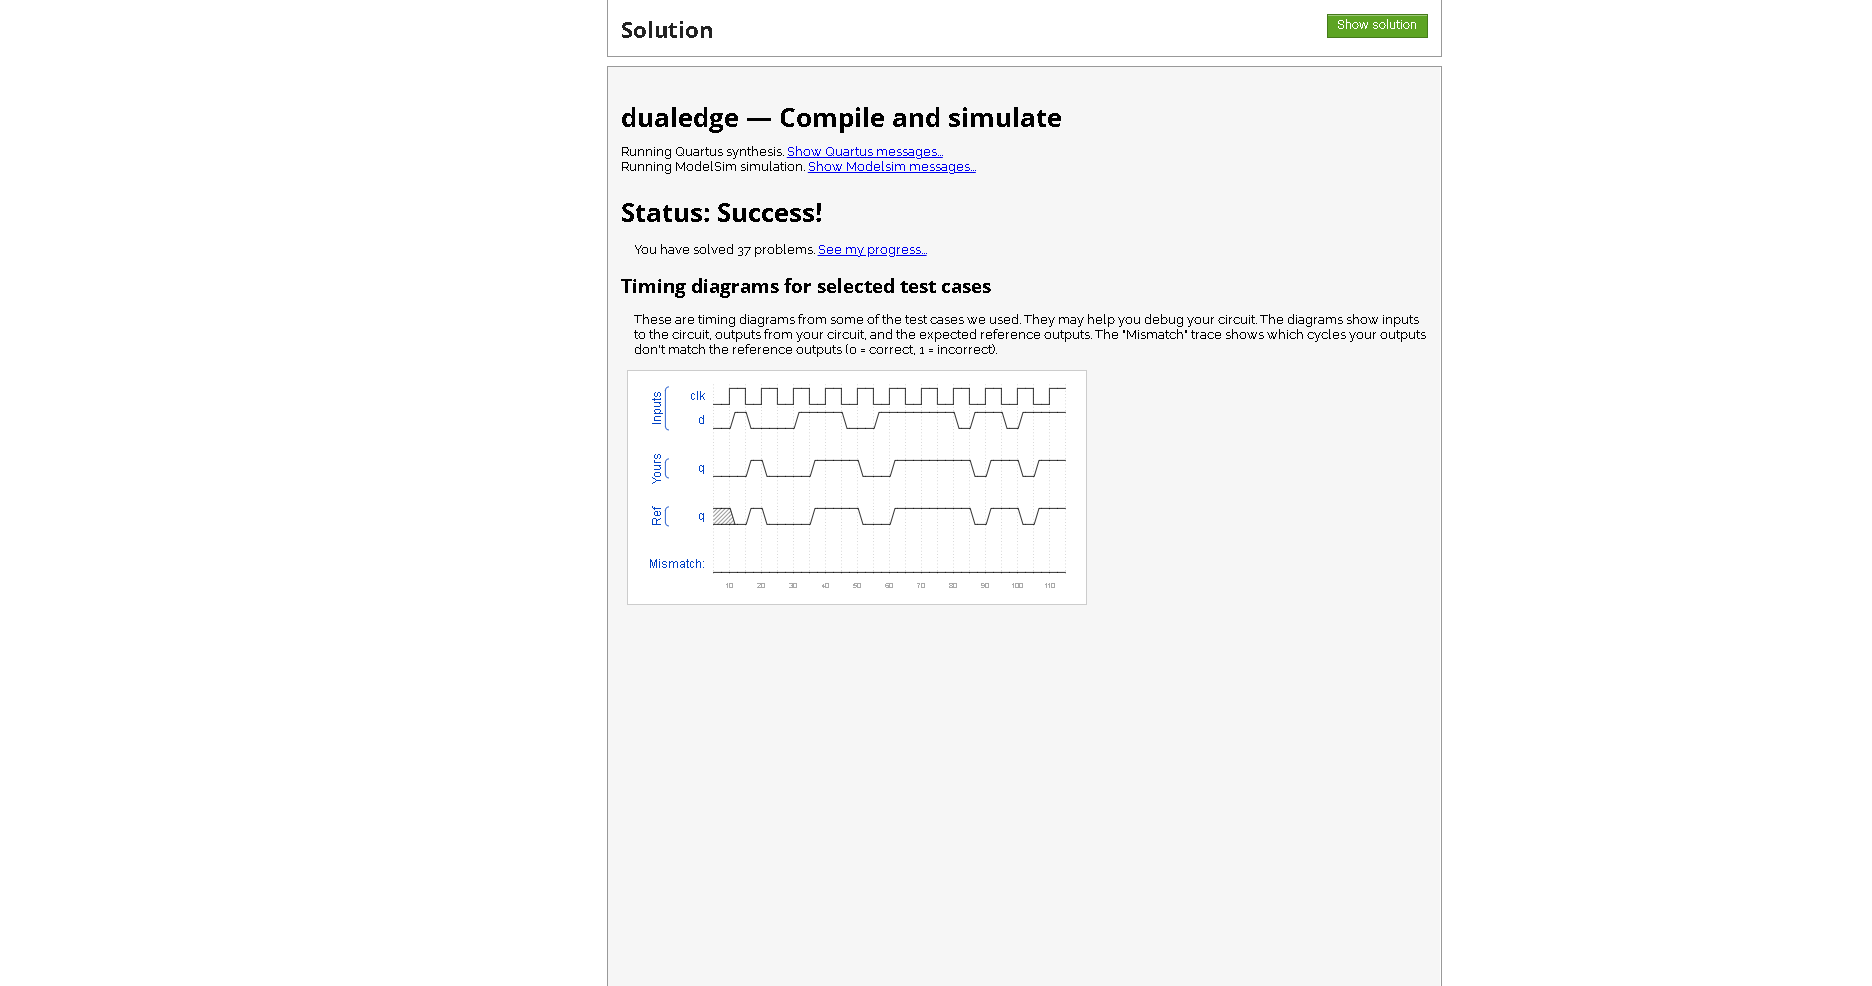 Solution
Show solution
dualedge — Compile and simulate
Running Quartus synthesis. Show Quartus messages...
Running ModelSim simulation. Show Modelsim messages...
Status: Success!
You have solved 37 problems. See my progress...
Timing diagrams for selected test cases
These are timing diagrams from some of the test cases we used. They may help you debug your circuit. The diagrams show inputs
to the circuit, outputs from your circuit, and the expected reference outputs. The "Mismatch" trace shows which cycles your outputs
don't match the reference outputs (0 = correct, 1 = incorrect).
Inputs
clk
d
Yours
q
Ref
q
Mismatch:
10 20 30 40 50 60 70 80 90 100 110